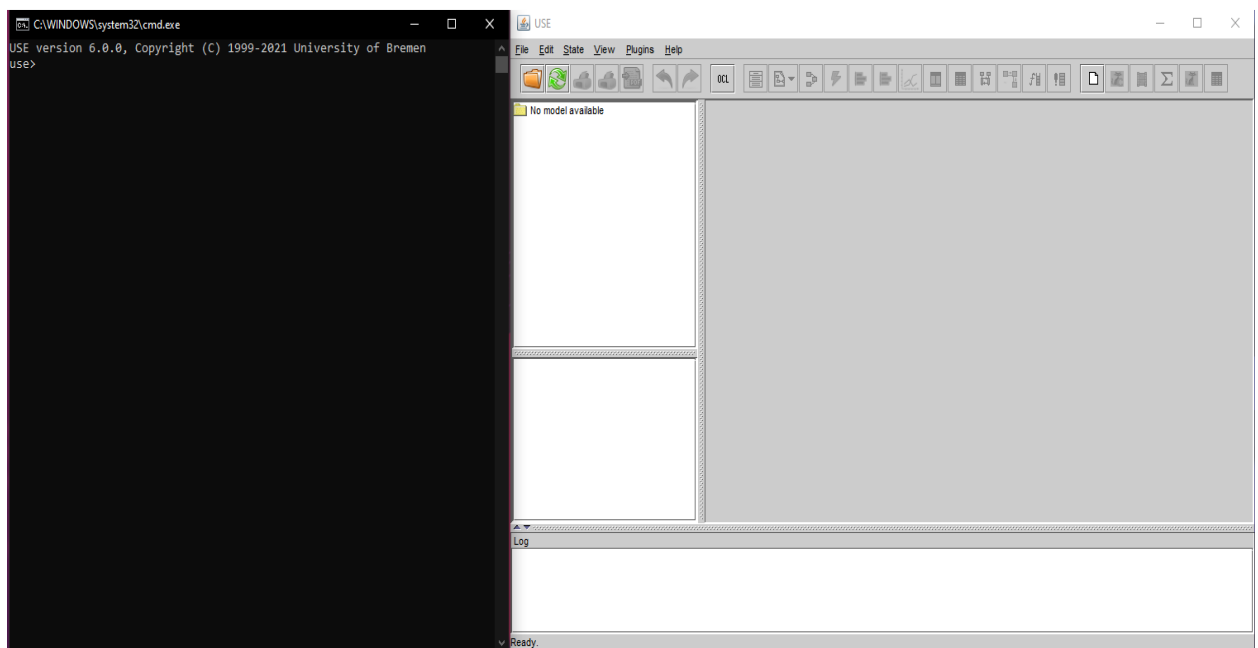 C:\WINDOWS\system32\cmd.exe
USE version 6.0.0, Copyright (C) 1999-2021 University of Bremen
use>
USE
File Edit State View Plugins Help
OCL
No model available
Log
Ready.